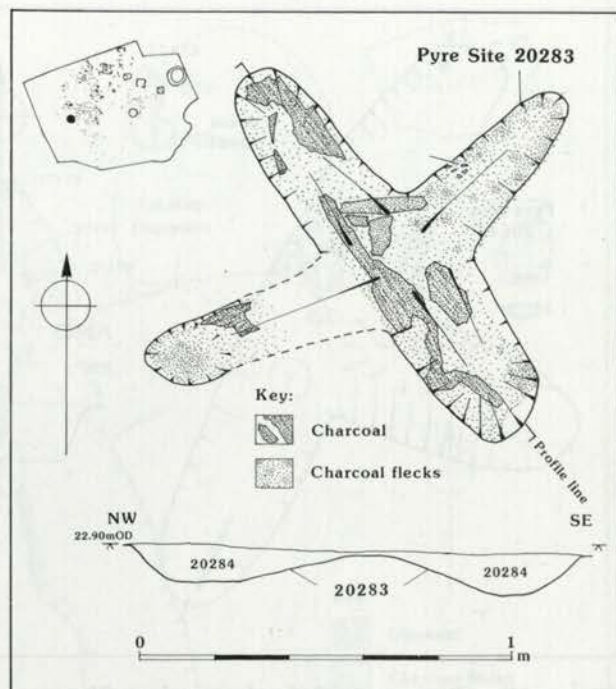 Pyre Site 20283
Key:
Charcoal
Charcoal flecks
Profile line
NW
SE
22.90mOD
20284
20283
20284
0
1
m